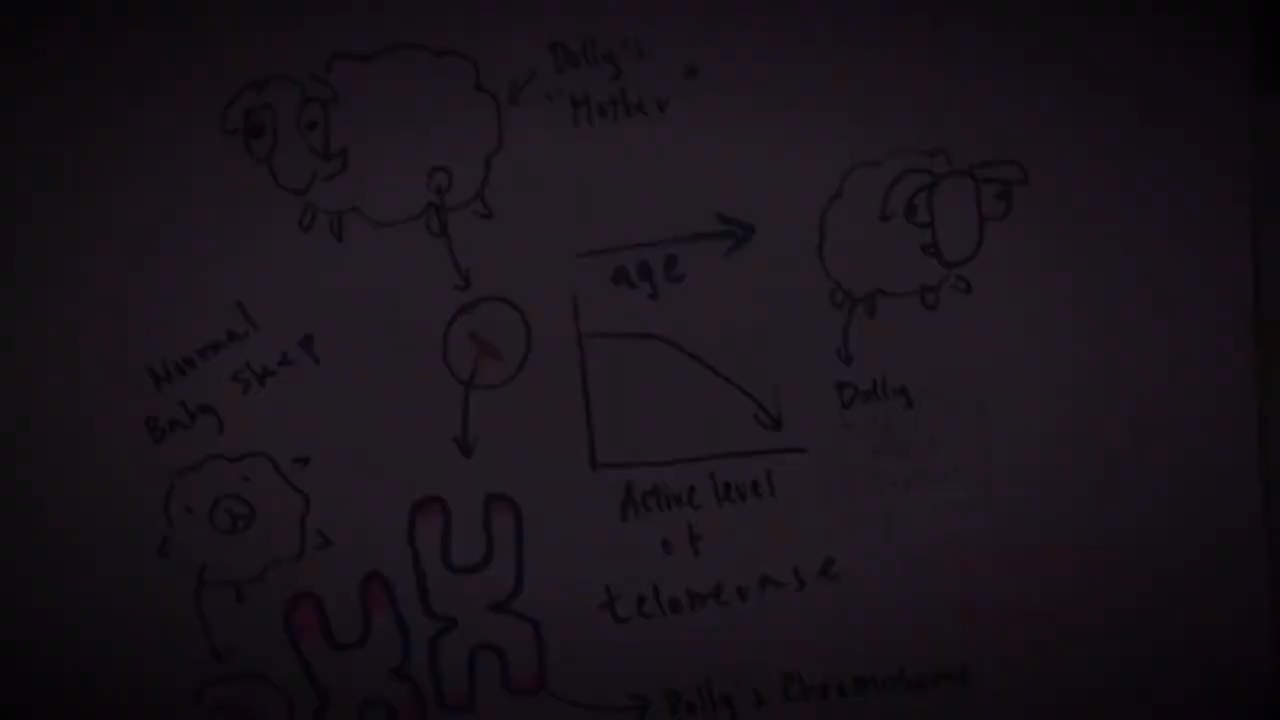 Dolly's
"Mother"
age
Normal
Baby sheep
Dolly
Active level
of
telomerase
Dolly's Chromosome